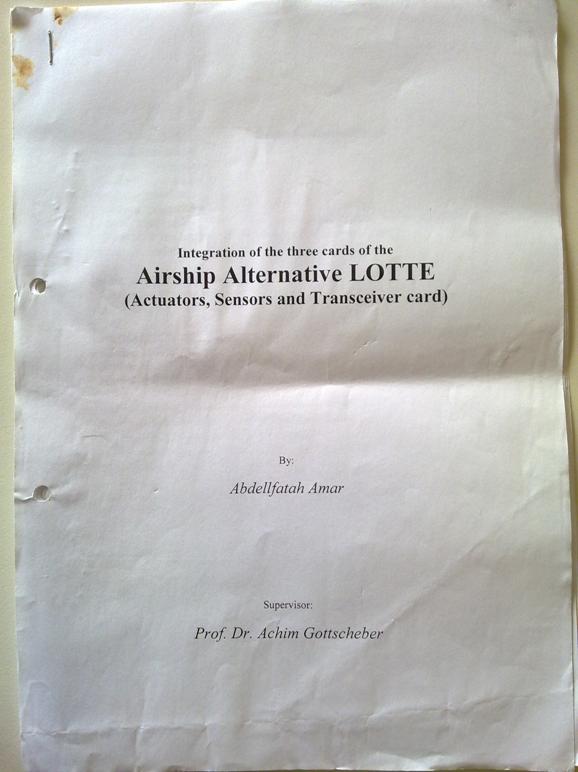 Integration of the three cards of the
Airship Alternative LOTTE
(Actuators, Sensors and Transceiver card)
By:
Abdellfatah Amar
Supervisor:
Prof. Dr. Achim Gottscheber